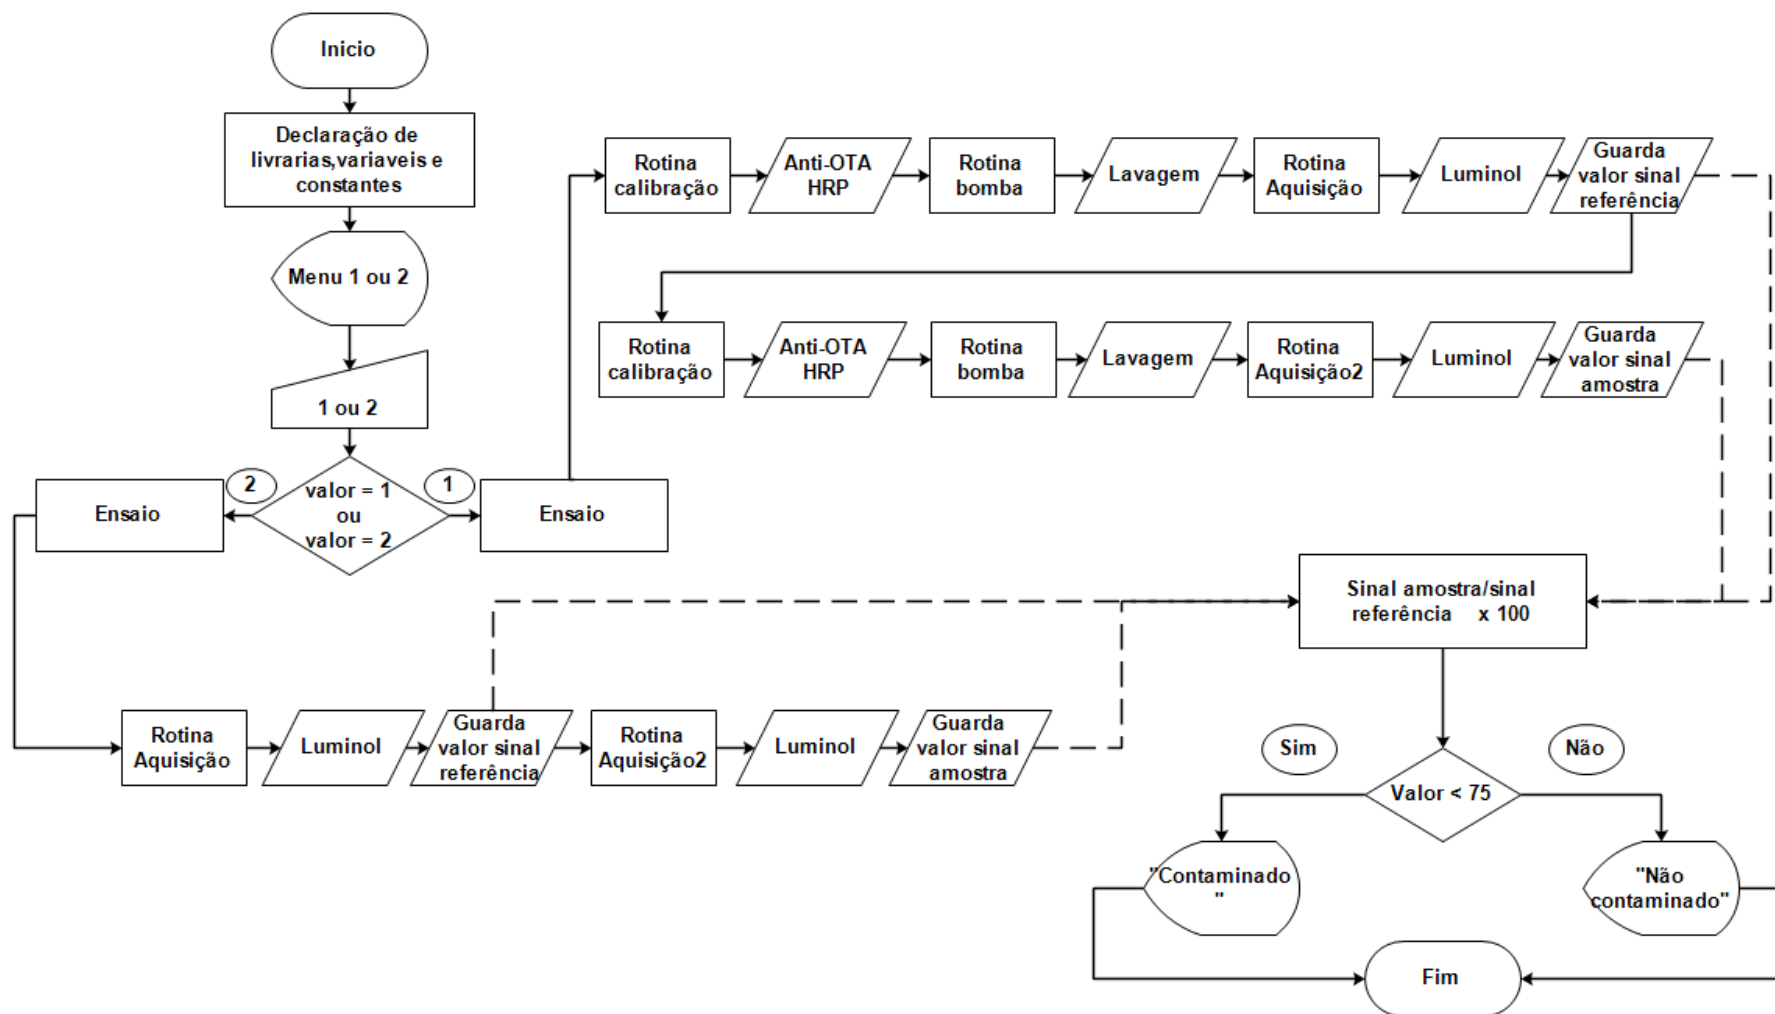 Inicio
Declaração de
livrarias,variaveis e
constantes
Menu 1 ou 2
1 ou 2
valor = 1
ou
valor = 2
2
1
Ensaio
Ensaio
Rotina
calibração
Anti-OTA
HRP
Rotina
bomba
Lavagem
Rotina
Aquisição
Luminol
Guarda
valor sinal
referência
Rotina
calibração
Anti-OTA
HRP
Rotina
bomba
Lavagem
Rotina
Aquisição2
Luminol
Guarda
valor sinal
amostra
Rotina
Aquisição
Luminol
Guarda
valor sinal
referência
Rotina
Aquisição2
Luminol
Guarda
valor sinal
amostra
Sinal amostra/sinal
referência x 100
Sim
Não
Valor < 75
"Contaminado
"
"Não
contaminado"
Fim